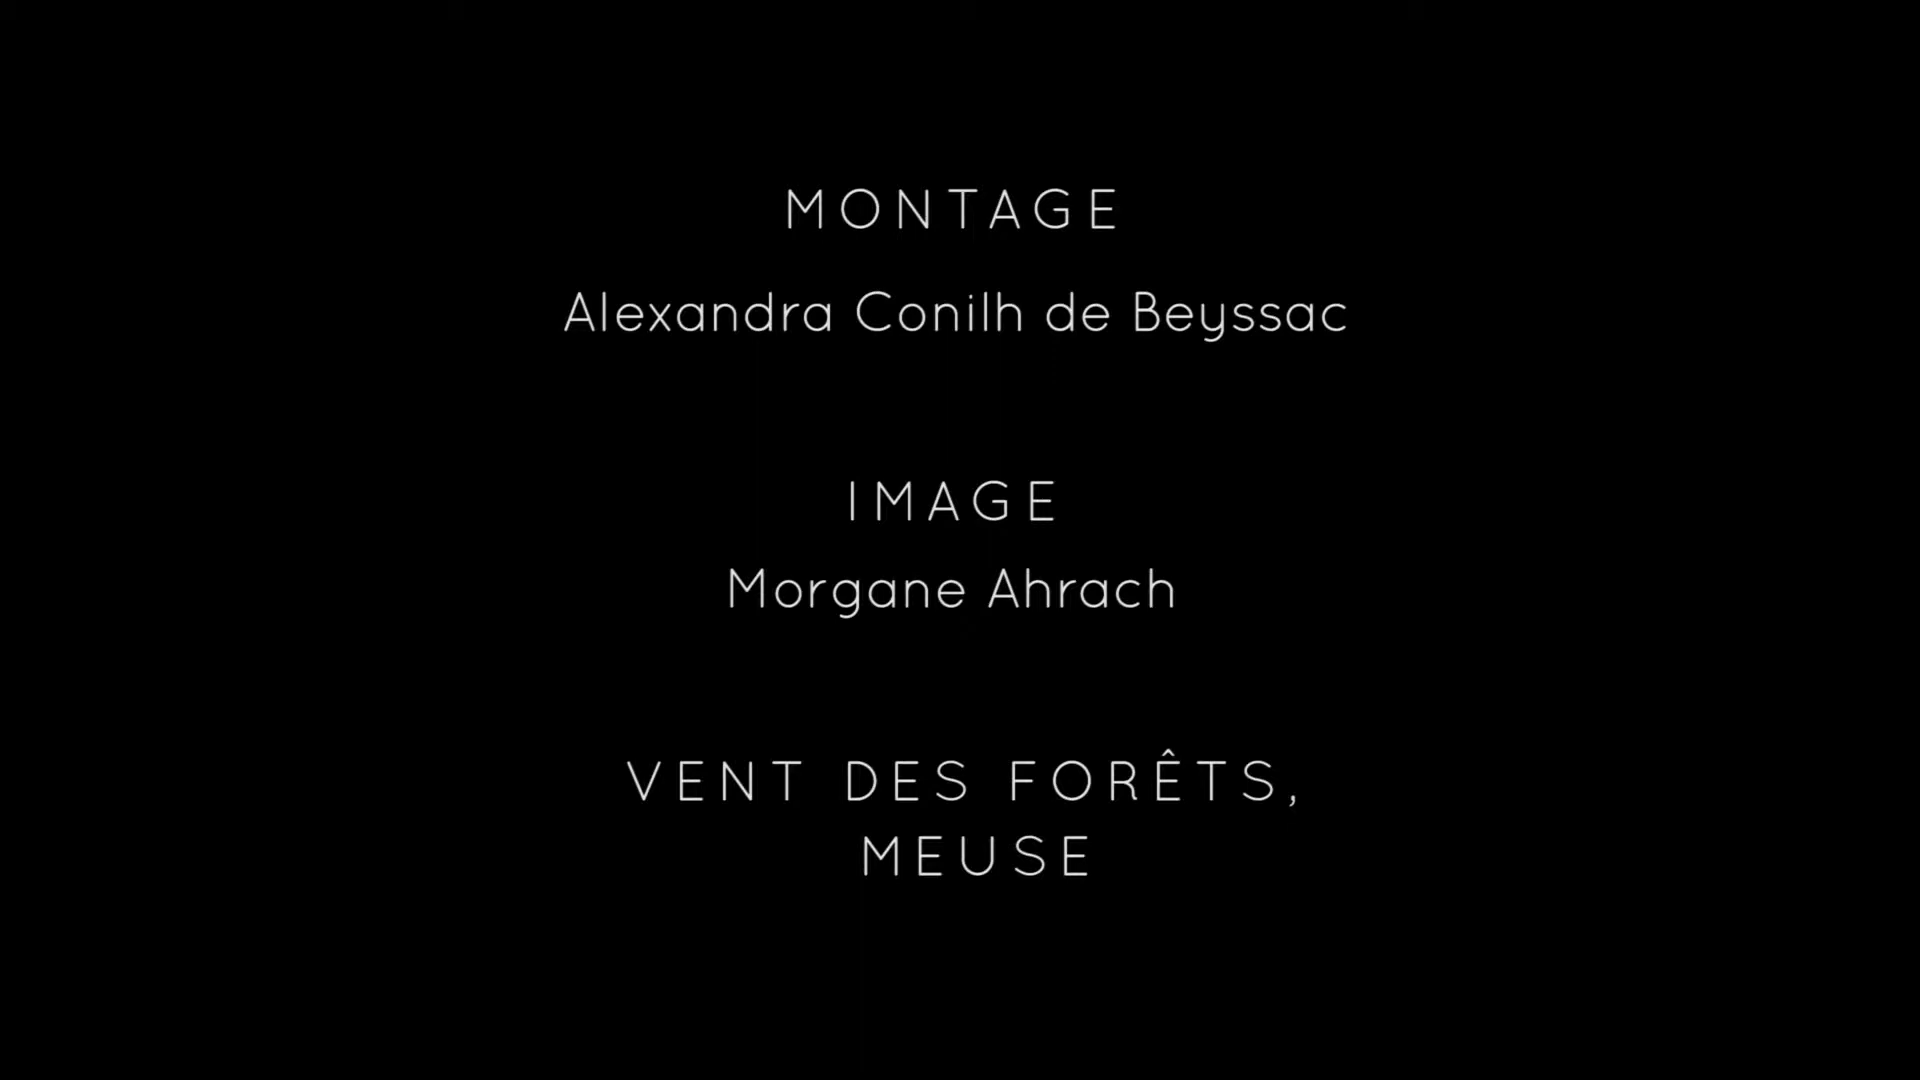 MONTAGE
Alexandra Conilh de Beyssac
IMAGE
Morgane Ahrach
VENT DES FORÊTS,
MEUSE